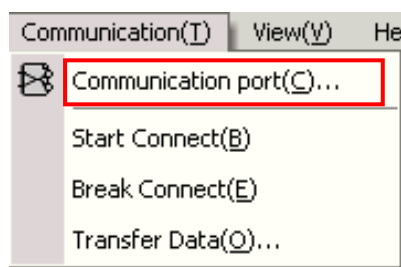 Communication(T) View(V) He
Communication port(C)...
Start Connect(B)
Break Connect(E)
Transfer Data(O)...